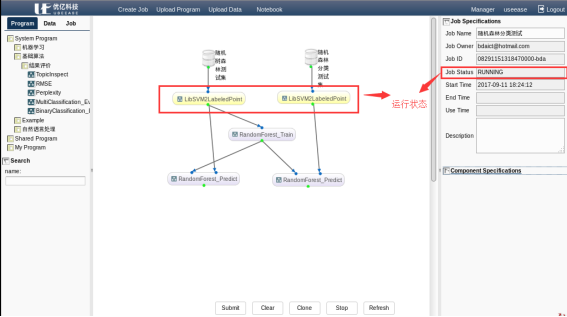 优亿科技
USEEASE
Create Job Upload Program Upload Data Notebook
Manager useease Logout
Program Data Job
System Program
机器学习
基础算法
结果评价
TopicInspect
RMSE
Perplexity
MultiClassification_Ev
BinaryClassification_I
Example
自然语言处理
Shared Program
My Program
Search
name:
随机
树森
林测
试集
随机
森林
分类
测试
LibSVM2LabeledPoint
LibSVM2LabeledPoint
RandomForest_Train
RandomForest_Predict
RandomForest_Predict
运行状态
Submit Clear Clone Stop Refresh
Job Specifications
Job Name 随机森林分类测试
Job Owner bdaict@hotmail.com
Job ID 08291151318470000-bda
Job Status RUNNING
Start Time 2017-09-11 18:24:12
End Time
Use Time
Description
Component Specifications